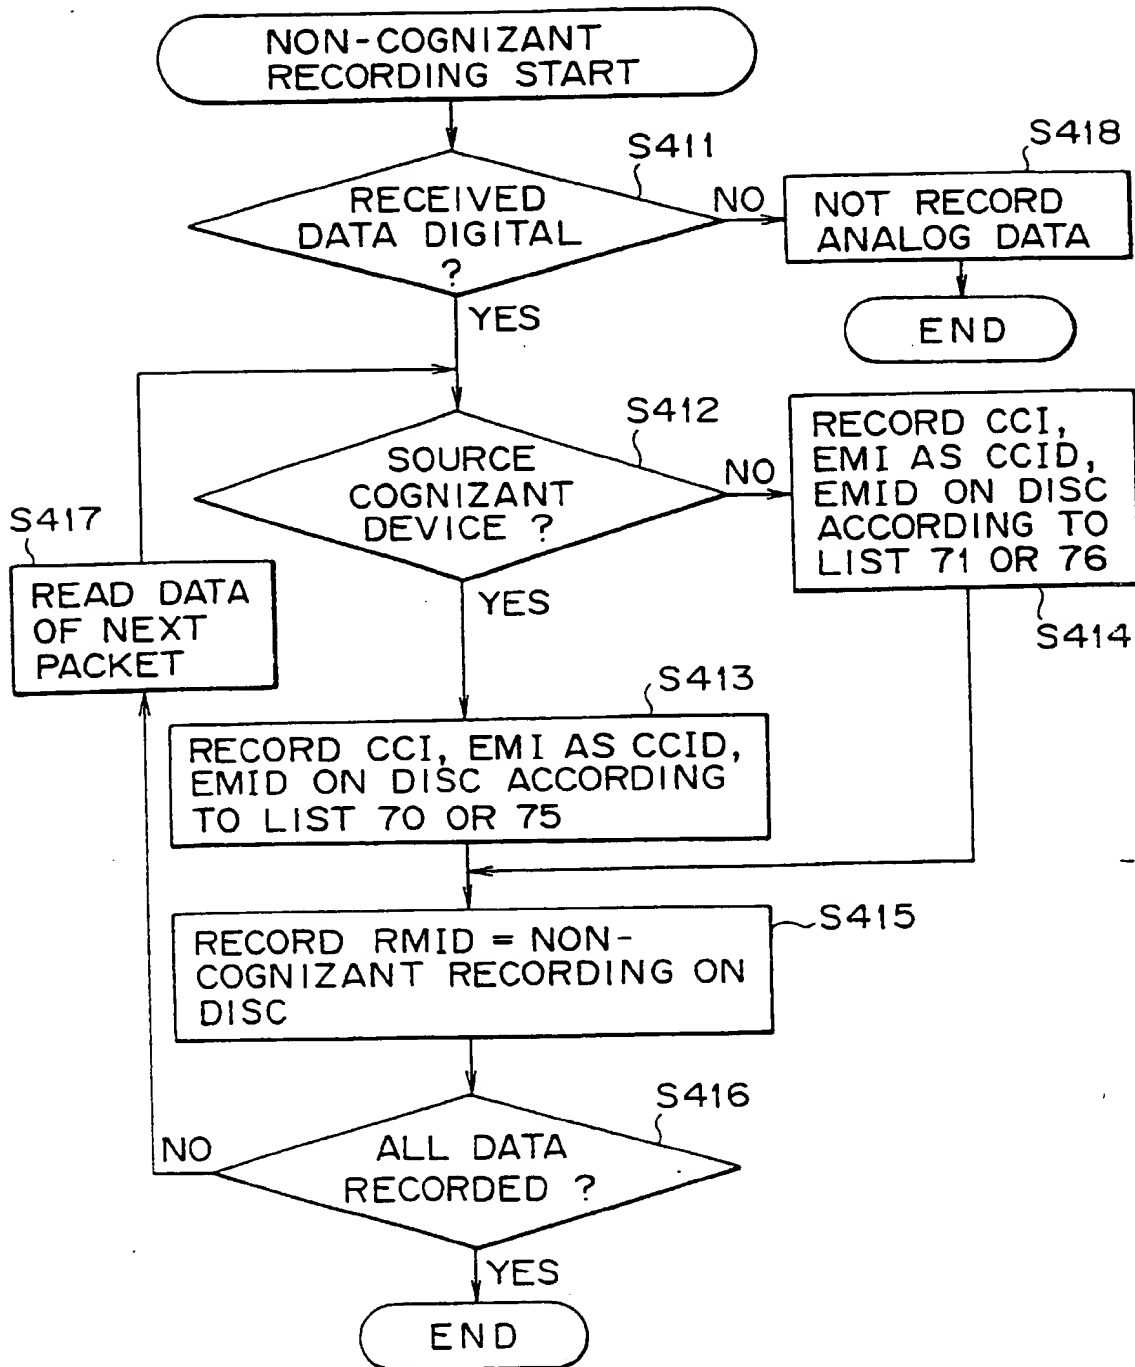 NON-COGNIZANT
RECORDING START
S411
RECEIVED
DATA DIGITAL
?
NO
S418
NOT RECORD
ANALOG DATA
END
YES
S412
SOURCE
COGNIZANT
DEVICE ?
NO
RECORD CCI,
EMI AS CCID,
EMID ON DISC
ACCORDING TO
LIST 71 OR 76
S414
S417
READ DATA
OF NEXT
PACKET
YES
S413
RECORD CCI, EMI AS CCID,
EMID ON DISC ACCORDING
TO LIST 70 OR 75
S415
RECORD RMID = NON-
COGNIZANT RECORDING ON
DISC
S416
NO
ALL DATA
RECORDED ?
YES
END